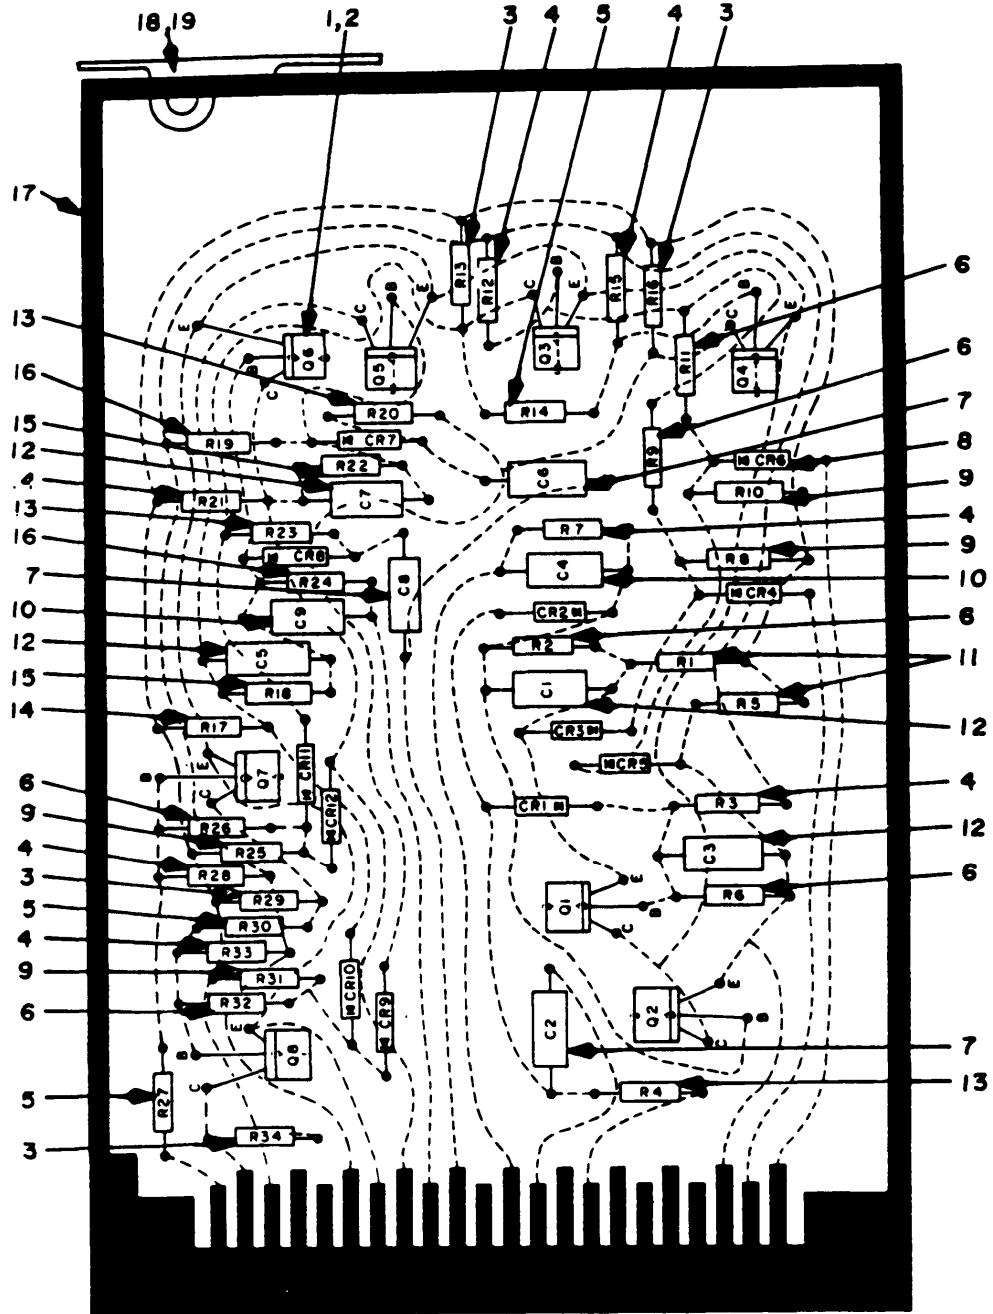 18,19
1,2
3
4
5
4
3
17
R13
R12
R15
R16
B
E
C
B
E
C
B
E
C
6
13
E
B
C
Q6
Q5
Q3
R11
Q4
6
16
R20
R14
7
15
R19
CR7
R9
8
12
R22
C6
CR6
9
4
R21
C7
R10
13
R23
R7
4
16
CR8
R8
9
7
R24
C8
C4
CR4
10
10
C9
CR2
6
12
C5
R2
R1
11
15
R18
C1
R5
14
R17
CR3
12
E
B
C
Q7
CR11
CR5
6
R26
CR12
CR1
R3
4
9
R25
C3
12
4
R28
R6
6
3
R29
Q1
E
B
C
5
R30
4
R33
9
R31
CR10
CR9
6
R32
C2
Q2
E
B
C
E
B
C
Q8
7
5
R27
R4
13
3
R34